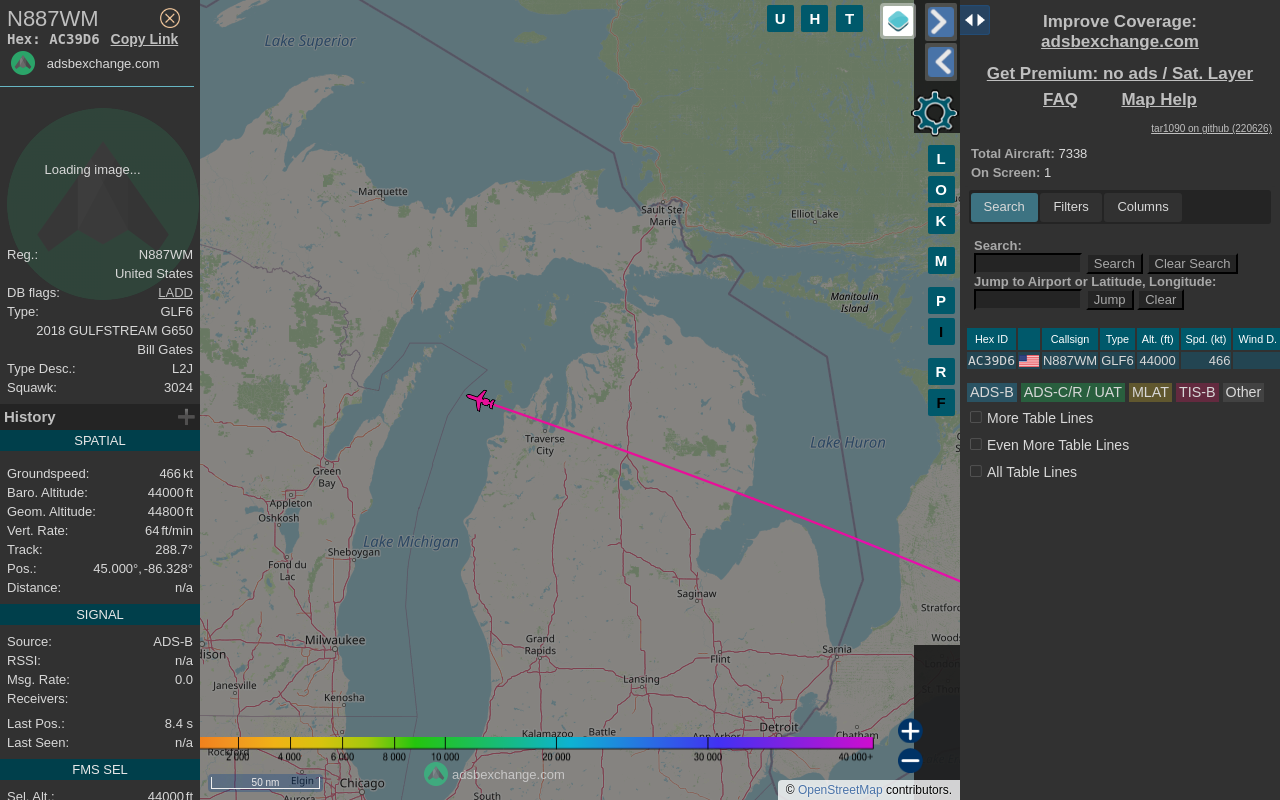 N887WM
Hex: AC39D6 Copy Link
adsbexchange.com
Loading image...
Reg.: N887WM
United States
DB flags: LADD
Type: GLF6
2018 GULFSTREAM G650
Bill Gates
Type Desc.: L2J
Squawk: 3024
History
SPATIAL
Groundspeed: 466 kt
Baro. Altitude: 44000 ft
Geom. Altitude: 44800 ft
Vert. Rate: 64 ft/min
Track: 288.7°
Pos.: 45.000°, -86.328°
Distance: n/a
SIGNAL
Source: ADS-B
RSSI: n/a
Msg. Rate: 0.0
Receivers:
Last Pos.: 8.4 s
Last Seen: n/a
FMS SEL
Sel. Alt.: 44000 ft
U H T
L
O
K
M
P
I
R
F
Lake Superior
Marquette
Sault Ste.
Marie
Elliot Lake
Manitoulin
Island
Traverse
City
Lake Huron
Green
Bay
Appleton
Oshkosh
Lake Michigan
Sheboygan
Fond du
Lac
Saginaw
Stratfor
Woods
Milwaukee
dison
Grand
Rapids
Flint
Sarnia
Lansing
Janesville
Kenosha
Detroit
Kalamazoo
Battle
Ann Arbor
Chatham
Rockford
2 000 4 000 6 000 8 000 10 000 20 000 30 000 40 000+
50 nm
Elgin
Chicago
Aurora
South
adsbexchange.com
© OpenStreetMap contributors.
Improve Coverage:
adsbexchange.com
Get Premium: no ads / Sat. Layer
FAQ Map Help
tar1090 on github (220626)
Total Aircraft: 7338
On Screen: 1
Search Filters Columns
Search:
Search Clear Search
Jump to Airport or Latitude, Longitude:
Jump Clear
Hex ID Callsign Type Alt. (ft) Spd. (kt) Wind D.
AC39D6 N887WM GLF6 44000 466
ADS-B ADS-C/R / UAT MLAT TIS-B Other
More Table Lines
Even More Table Lines
All Table Lines